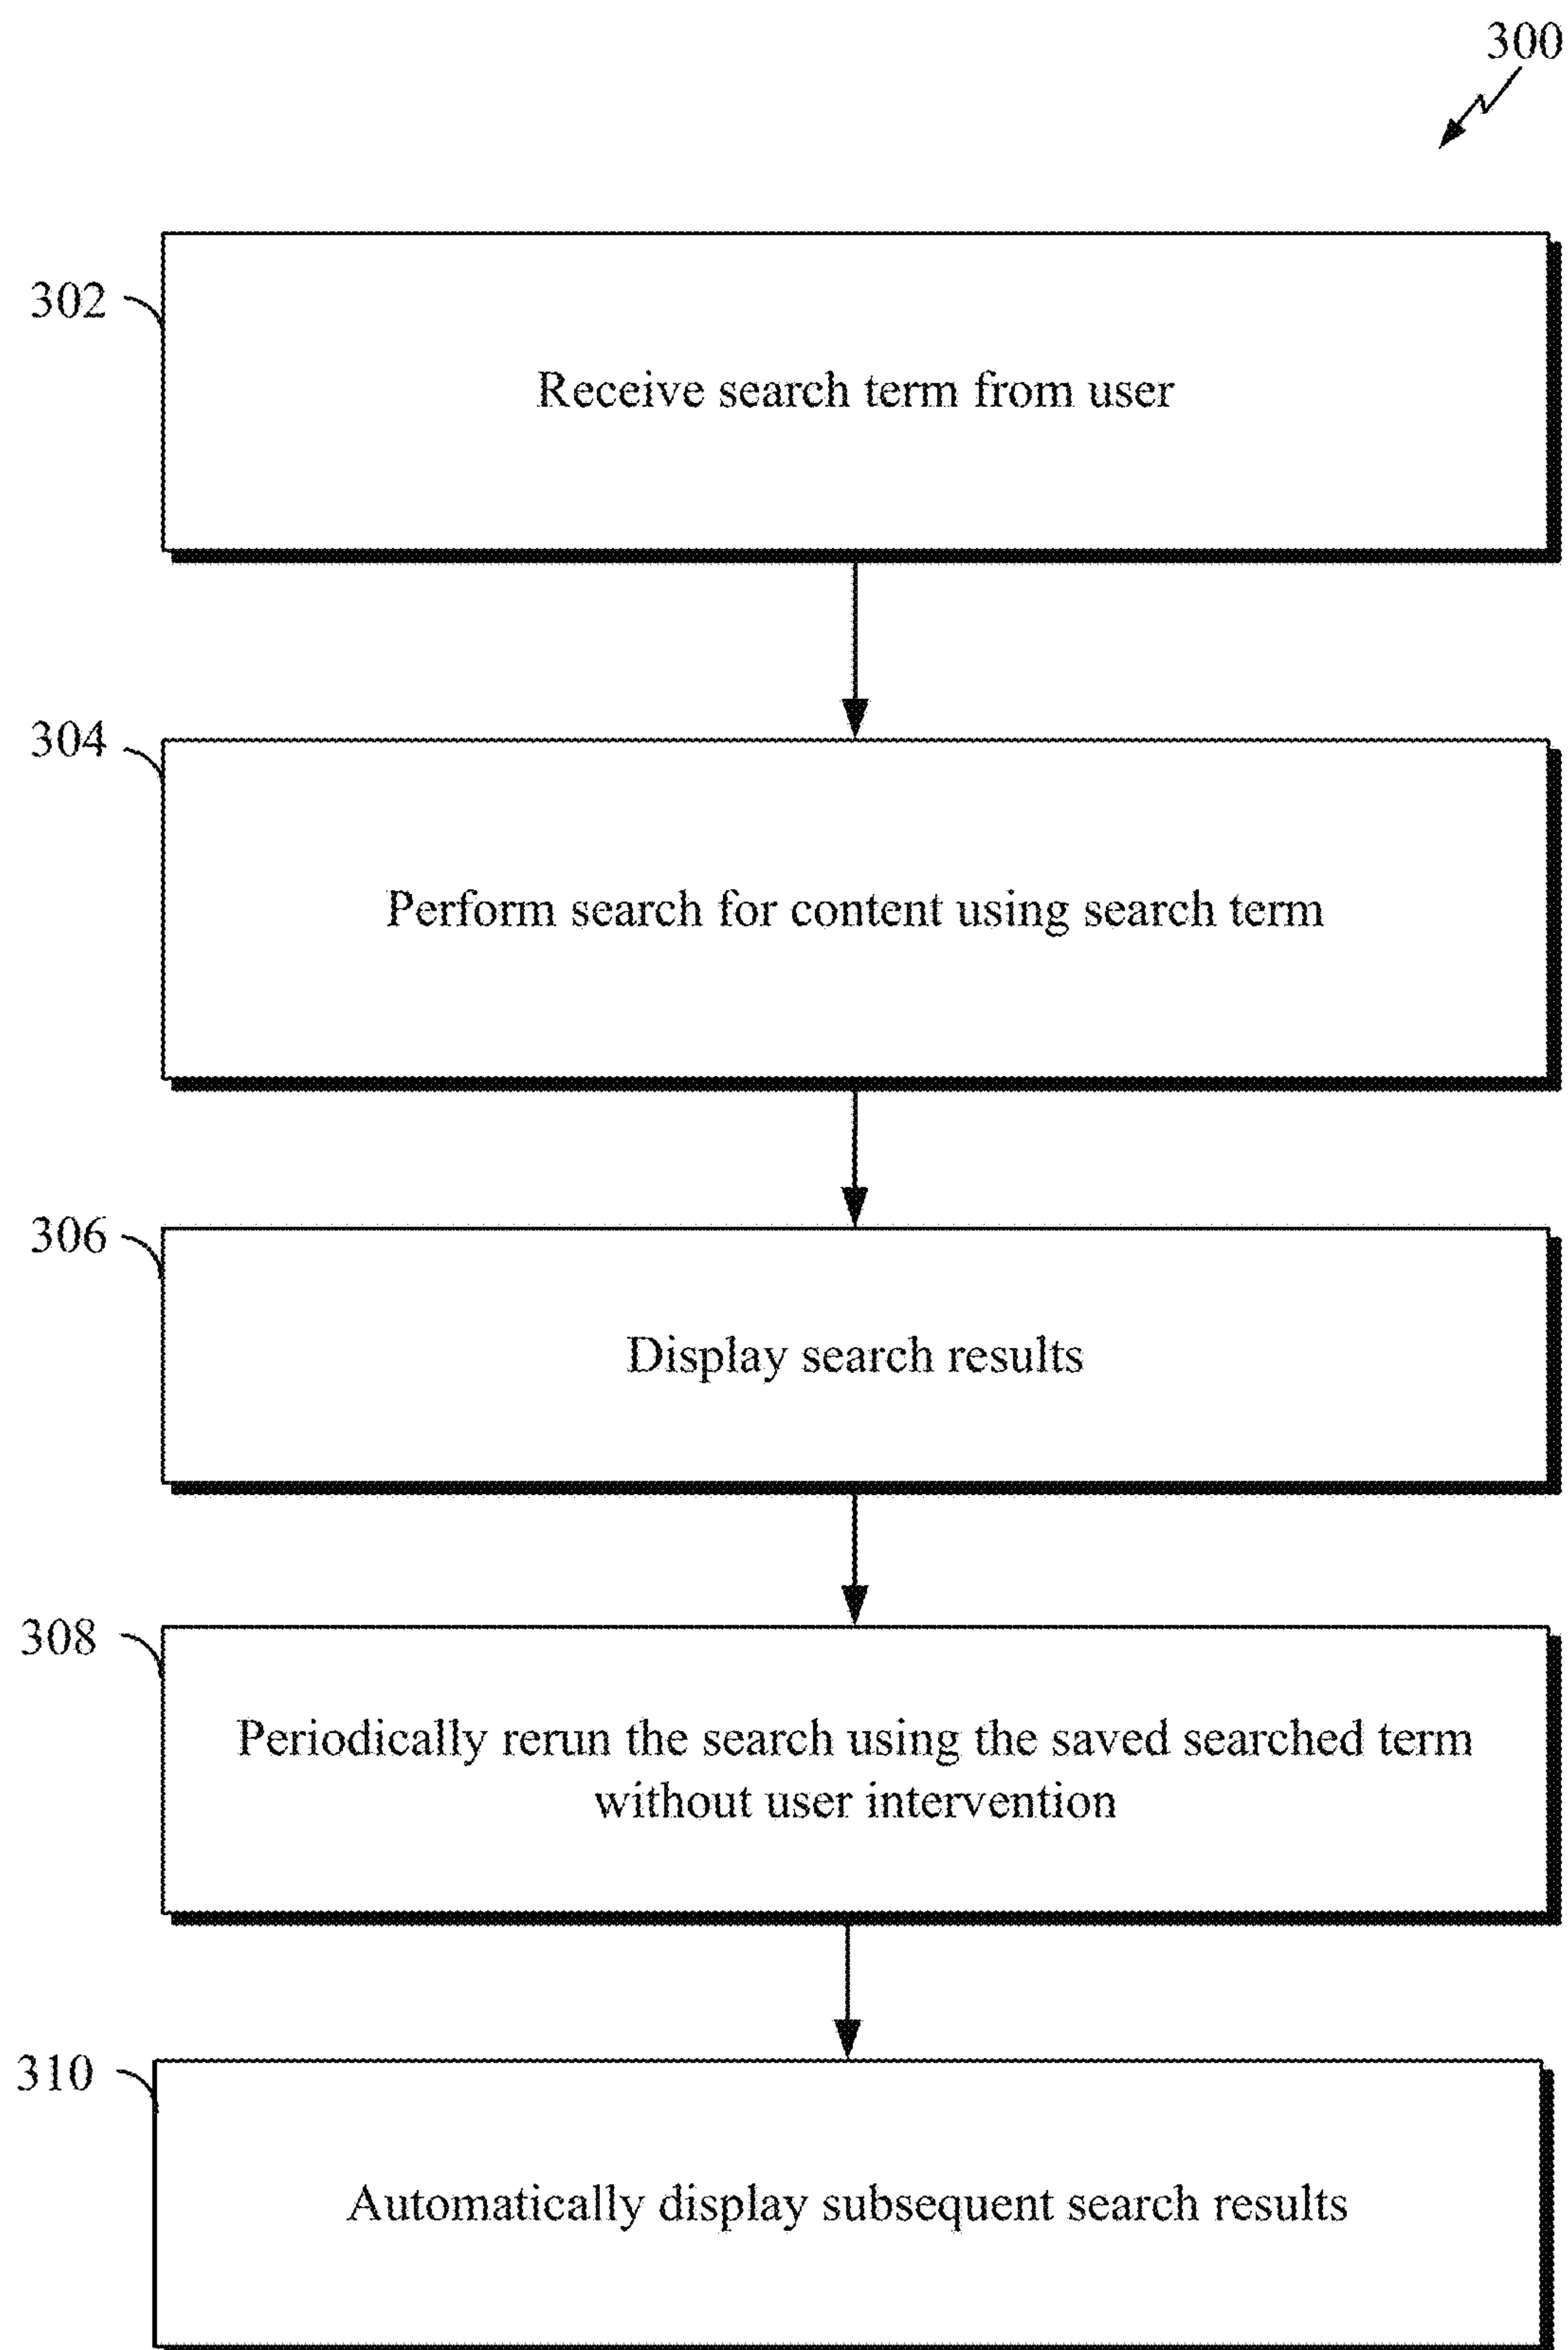 300
302
Receive search term from user
304
Perform search for content using search term
306
Display search results
308
Periodically rerun the search using the saved searched term
without user intervention
310
Automatically display subsequent search results